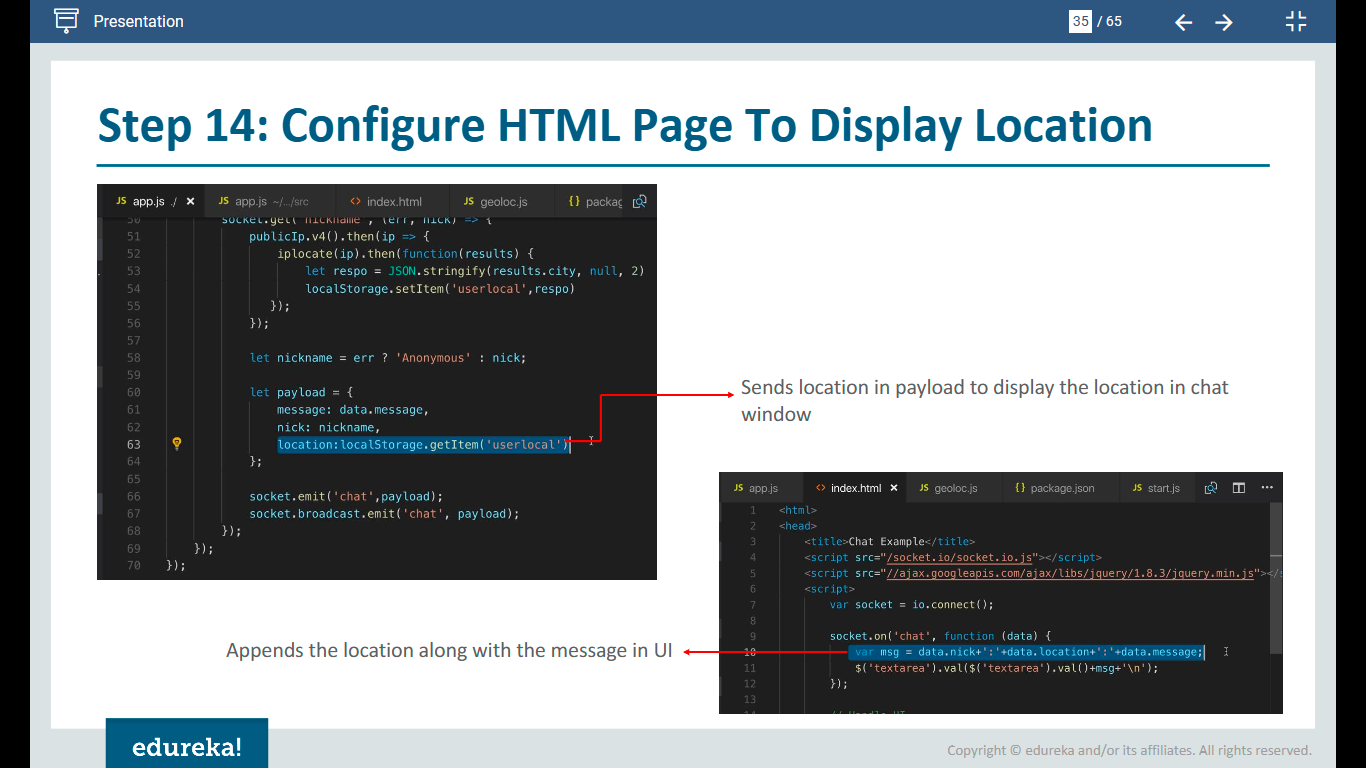 Presentation
35 / 65
Step 14: Configure HTML Page To Display Location
JS app.js ./ ×
JS app.js ~/.../src
<> index.html
JS geoloc.js
{} packag
50 socket.get('nickname', (err, nick) => {
51 publicIp.v4().then(ip => {
52 iplocate(ip).then(function(results) {
53 let respo = JSON.stringify(results.city, null, 2)
54 localStorage.setItem('userlocal',respo)
55 });
56 });
57
58 let nickname = err ? 'Anonymous' : nick;
59
60 let payload = {
61 message: data.message,
62 nick: nickname,
63 location:localStorage.getItem('userlocal')
64 };
65
66 socket.emit('chat',payload);
67 socket.broadcast.emit('chat', payload);
68 });
69 });
70 });
Sends location in payload to display the location in chat
window
JS app.js
<> index.html ×
JS geoloc.js
{} package.json
JS start.js
1 <html>
2 <head>
3 <title>Chat Example</title>
4 <script src="/socket.io/socket.io.js"></script>
5 <script src="//ajax.googleapis.com/ajax/libs/jquery/1.8.3/jquery.min.js"></s
6 <script>
7 var socket = io.connect();
8
9 socket.on('chat', function (data) {
10 var msg = data.nick+':'+data.location+':'+data.message;
11 $('textarea').val($('textarea').val()+msg+'\n');
12 });
13
14 // Handle UI
Appends the location along with the message in UI
edureka!
Copyright © edureka and/or its affiliates. All rights reserved.